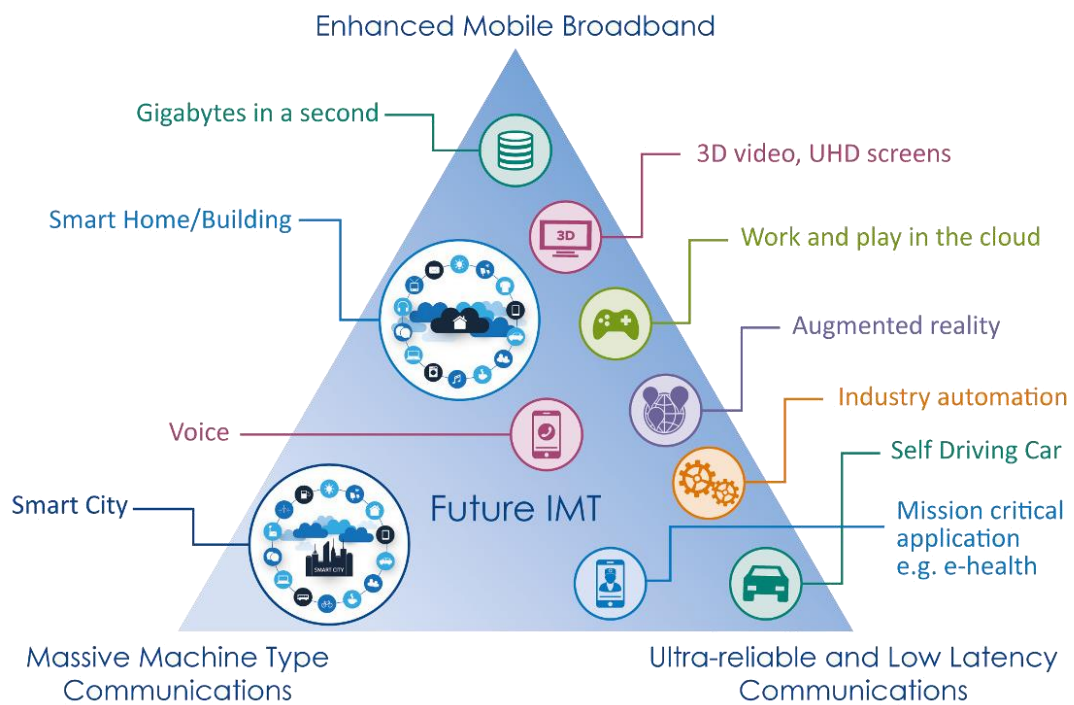 Enhanced Mobile Broadband
Gigabytes in a second
3D video, UHD screens
Smart Home/Building
3D
Work and play in the cloud
Augmented reality
Industry automation
Voice
Self Driving Car
Smart City
Future IMT
Mission critical
application
e.g. e-health
SMART CITY
Massive Machine Type
Communications
Ultra-reliable and Low Latency
Communications